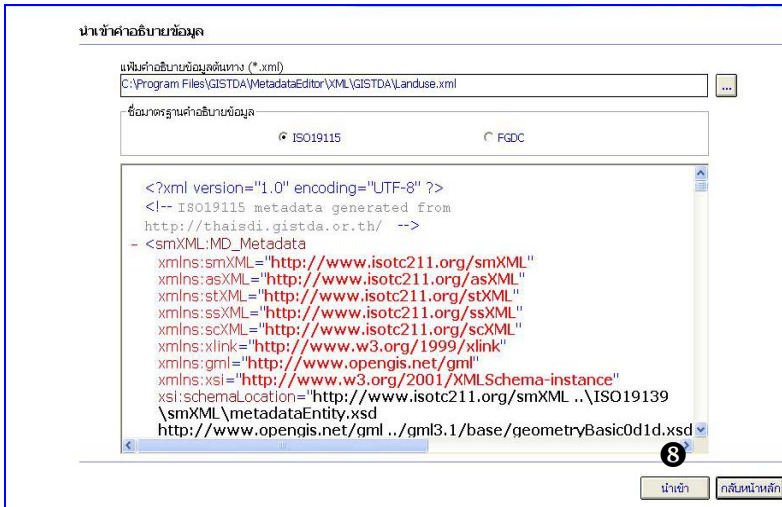 นำเข้าคำอธิบายข้อมูล
แฟ้มคำอธิบายข้อมูลต้นทาง (*.xml)
C:\Program Files\GISTDA\MetadataEditor\XML\GISTDA\Landuse.xml
...
ชื่อมาตรฐานคำอธิบายข้อมูล
ISO19115 FGDC
<?xml version="1.0" encoding="UTF-8" ?>
<!-- ISO19115 metadata generated from
http://thaisdi.gistda.or.th/ -->
- <smXML:MD_Metadata
xmlns:smXML="http://www.isotc211.org/smXML"
xmlns:asXML="http://www.isotc211.org/asXML"
xmlns:stXML="http://www.isotc211.org/stXML"
xmlns:ssXML="http://www.isotc211.org/ssXML"
xmlns:scXML="http://www.isotc211.org/scXML"
xmlns:xlink="http://www.w3.org/1999/xlink"
xmlns:gml="http://www.opengis.net/gml"
xmlns:xsi="http://www.w3.org/2001/XMLSchema-instance"
xsi:schemaLocation="http://www.isotc211.org/smXML ..\ISO19139
\smXML\metadataEntity.xsd
http://www.opengis.net/gml ../gml3.1/base/geometryBasic0d1d.xsd
8
นำเข้า กลับหน้าหลัก